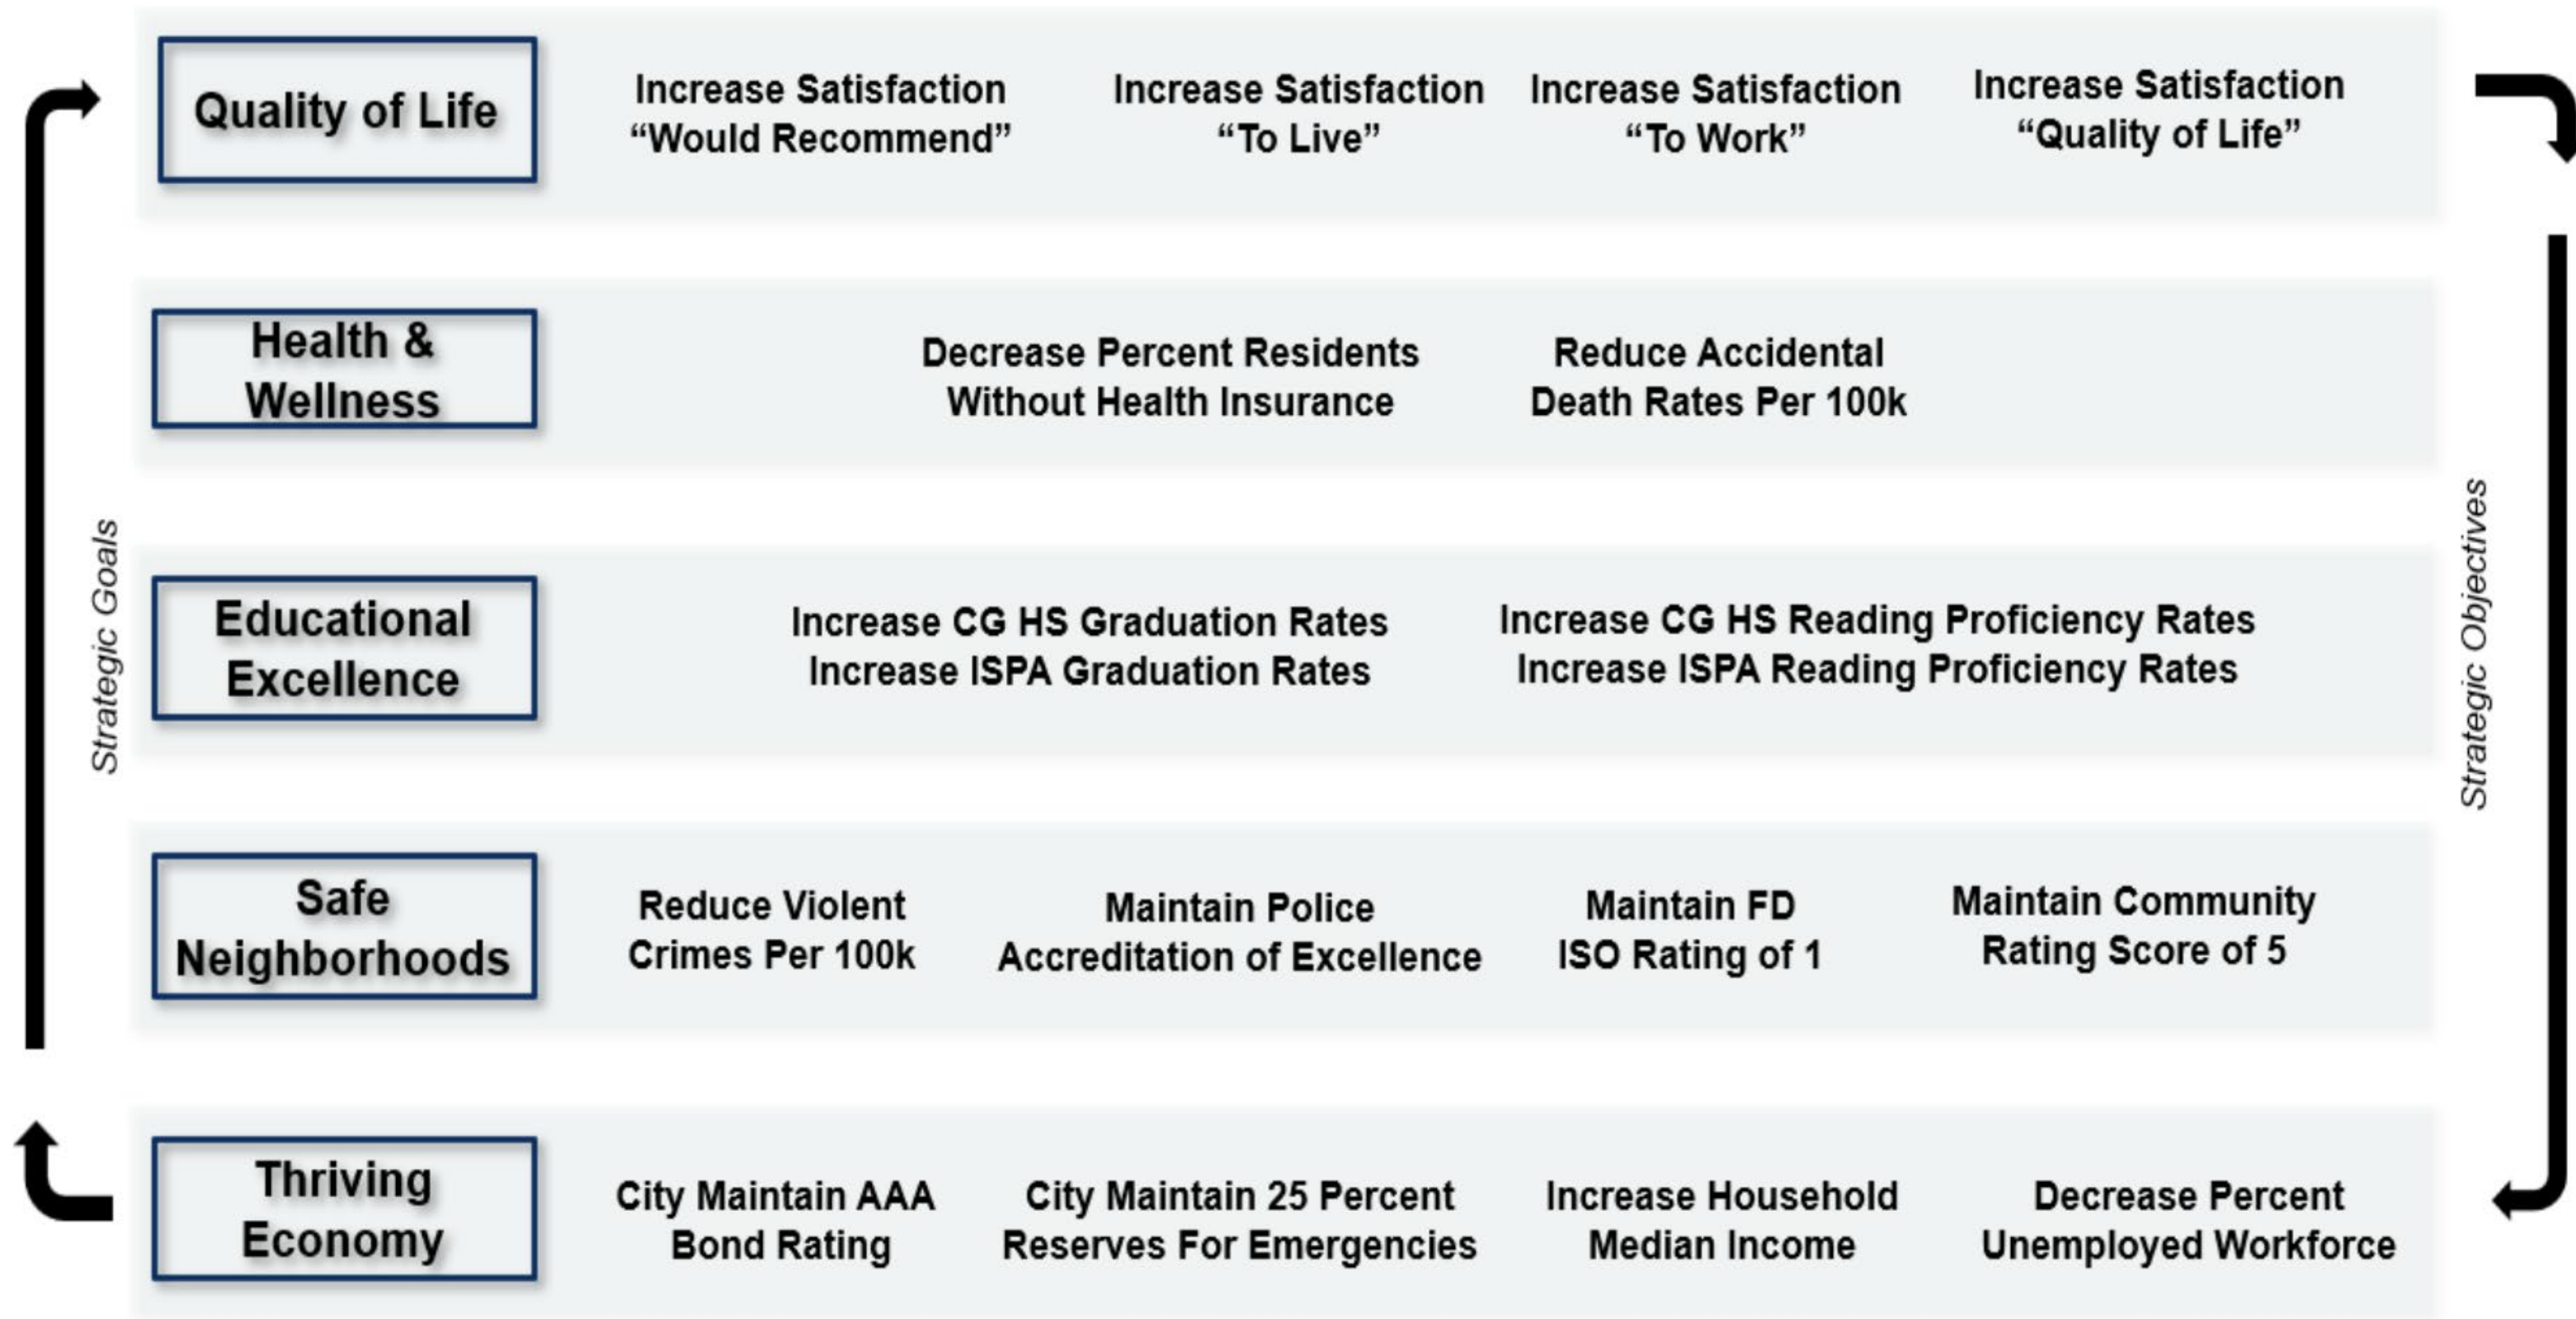 Quality of Life
Increase Satisfaction
“Would Recommend”
Increase Satisfaction
“To Live”
Increase Satisfaction
“To Work”
Increase Satisfaction
“Quality of Life”
Health &
Wellness
Decrease Percent Residents
Without Health Insurance
Reduce Accidental
Death Rates Per 100k
Strategic Goals
Educational
Excellence
Increase CG HS Graduation Rates
Increase ISPA Graduation Rates
Increase CG HS Reading Proficiency Rates
Increase ISPA Reading Proficiency Rates
Strategic Objectives
Safe
Neighborhoods
Reduce Violent
Crimes Per 100k
Maintain Police
Accreditation of Excellence
Maintain FD
ISO Rating of 1
Maintain Community
Rating Score of 5
Thriving
Economy
City Maintain AAA
Bond Rating
City Maintain 25 Percent
Reserves For Emergencies
Increase Household
Median Income
Decrease Percent
Unemployed Workforce